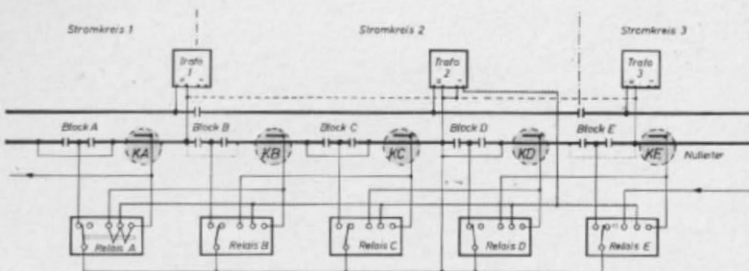 Stromkreis 1
Stromkreis 2
Stromkreis 3
Trafo 1
Trafo 2
Trafo 3
Block A
Block B
Block C
Block D
Block E
KA
KB
KC
KD
KE
Nulleiter
Relais A
Relais B
Relais C
Relais D
Relais E